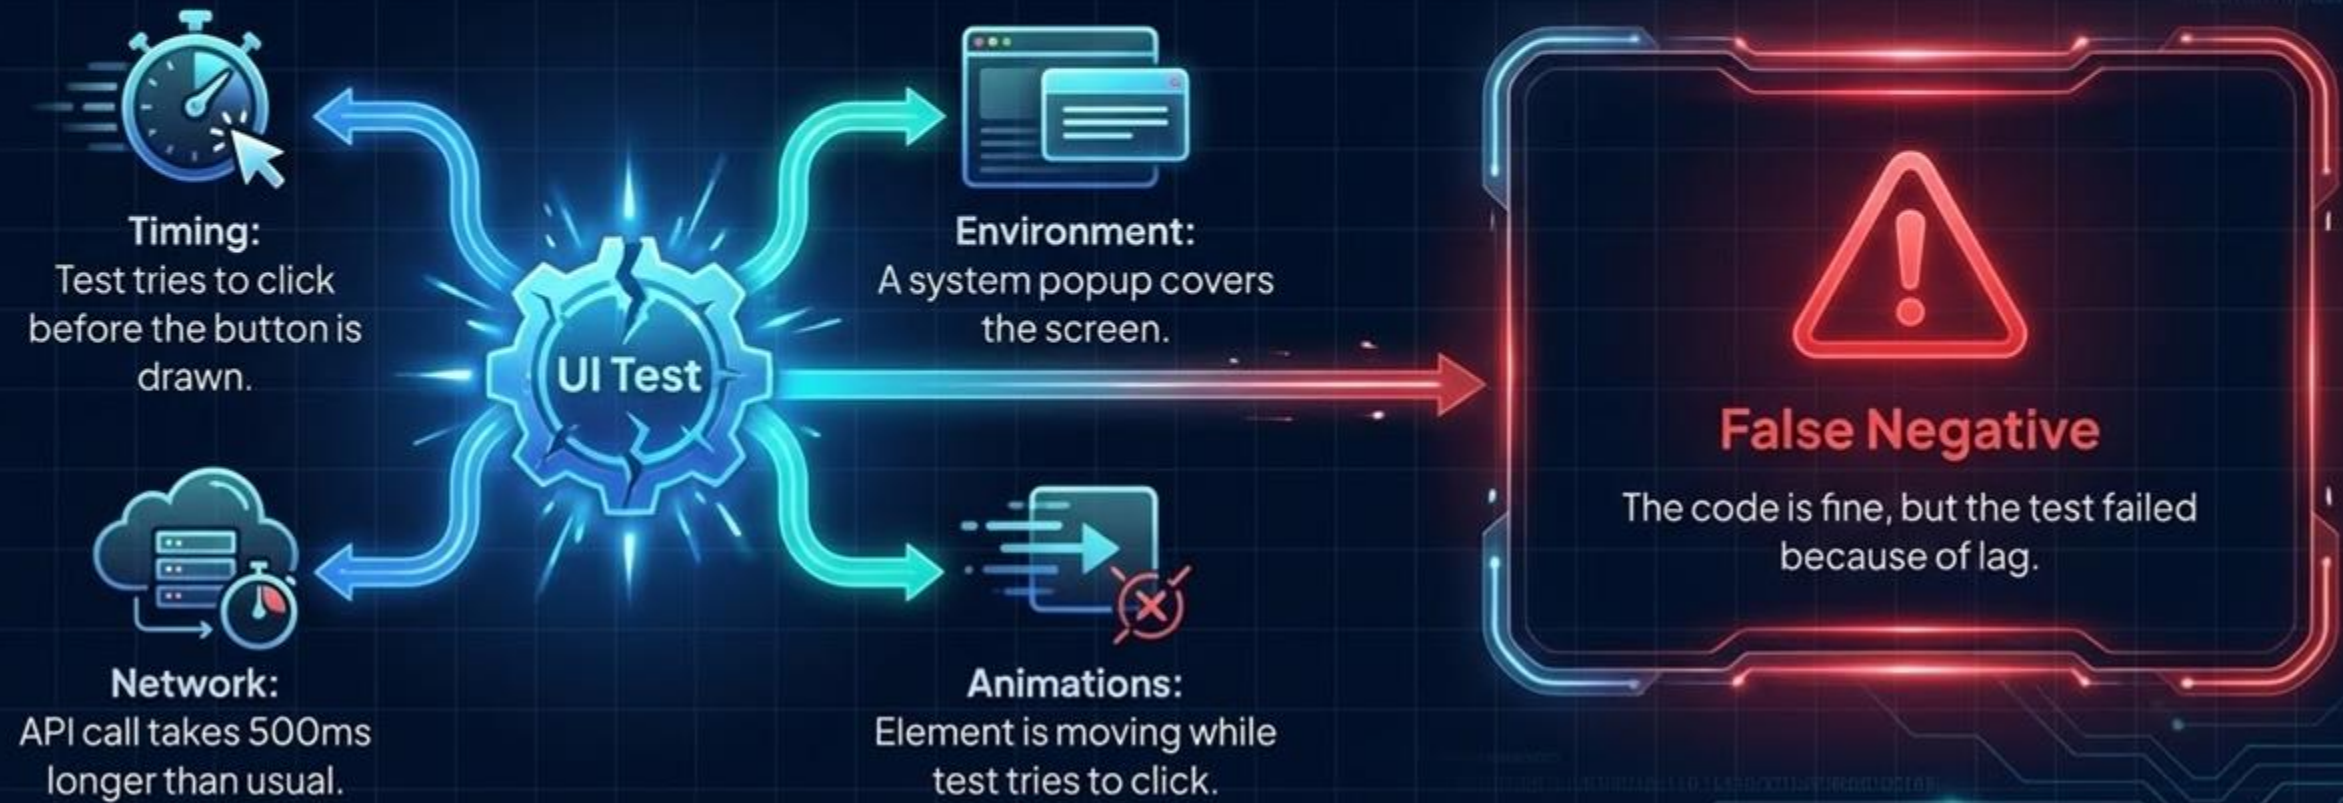 Timing:
Test tries to click
before the button is
drawn.
Environment:
A system popup covers
the screen.
UI Test
Network:
API call takes 500ms
longer than usual.
Animations:
Element is moving while
test tries to click.
False Negative
The code is fine, but the test failed
because of lag.